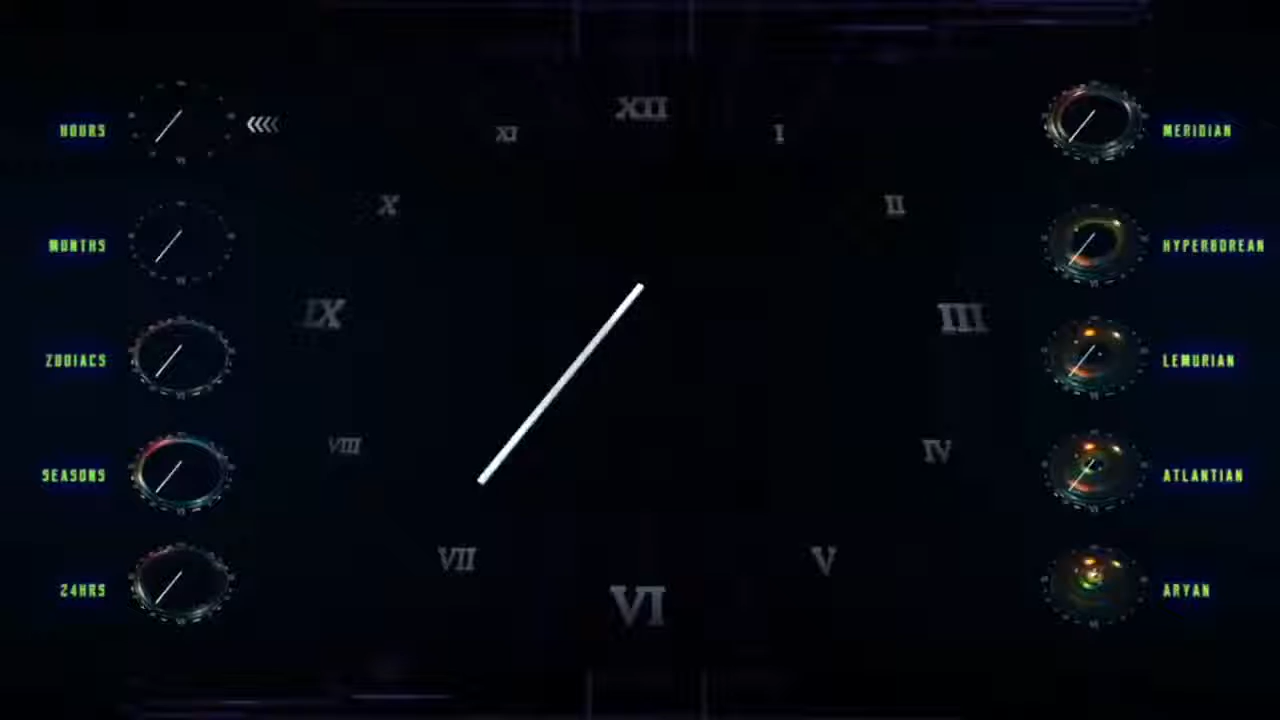 HOURS
MONTHS
ZODIACS
SEASONS
24HRS
XII
XI
I
X
II
IX
III
VIII
IV
VII
V
VI
MERIDIAN
HYPERBOREAN
LEMURIAN
ATLANTIAN
ARYAN